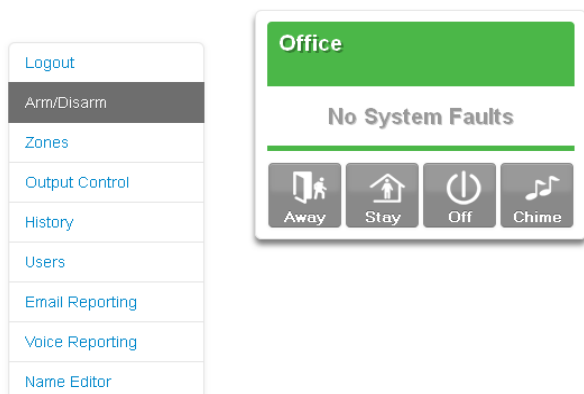 Logout
Arm/Disarm
Zones
Output Control
History
Users
Email Reporting
Voice Reporting
Name Editor
Office
No System Faults
Away Stay Off Chime